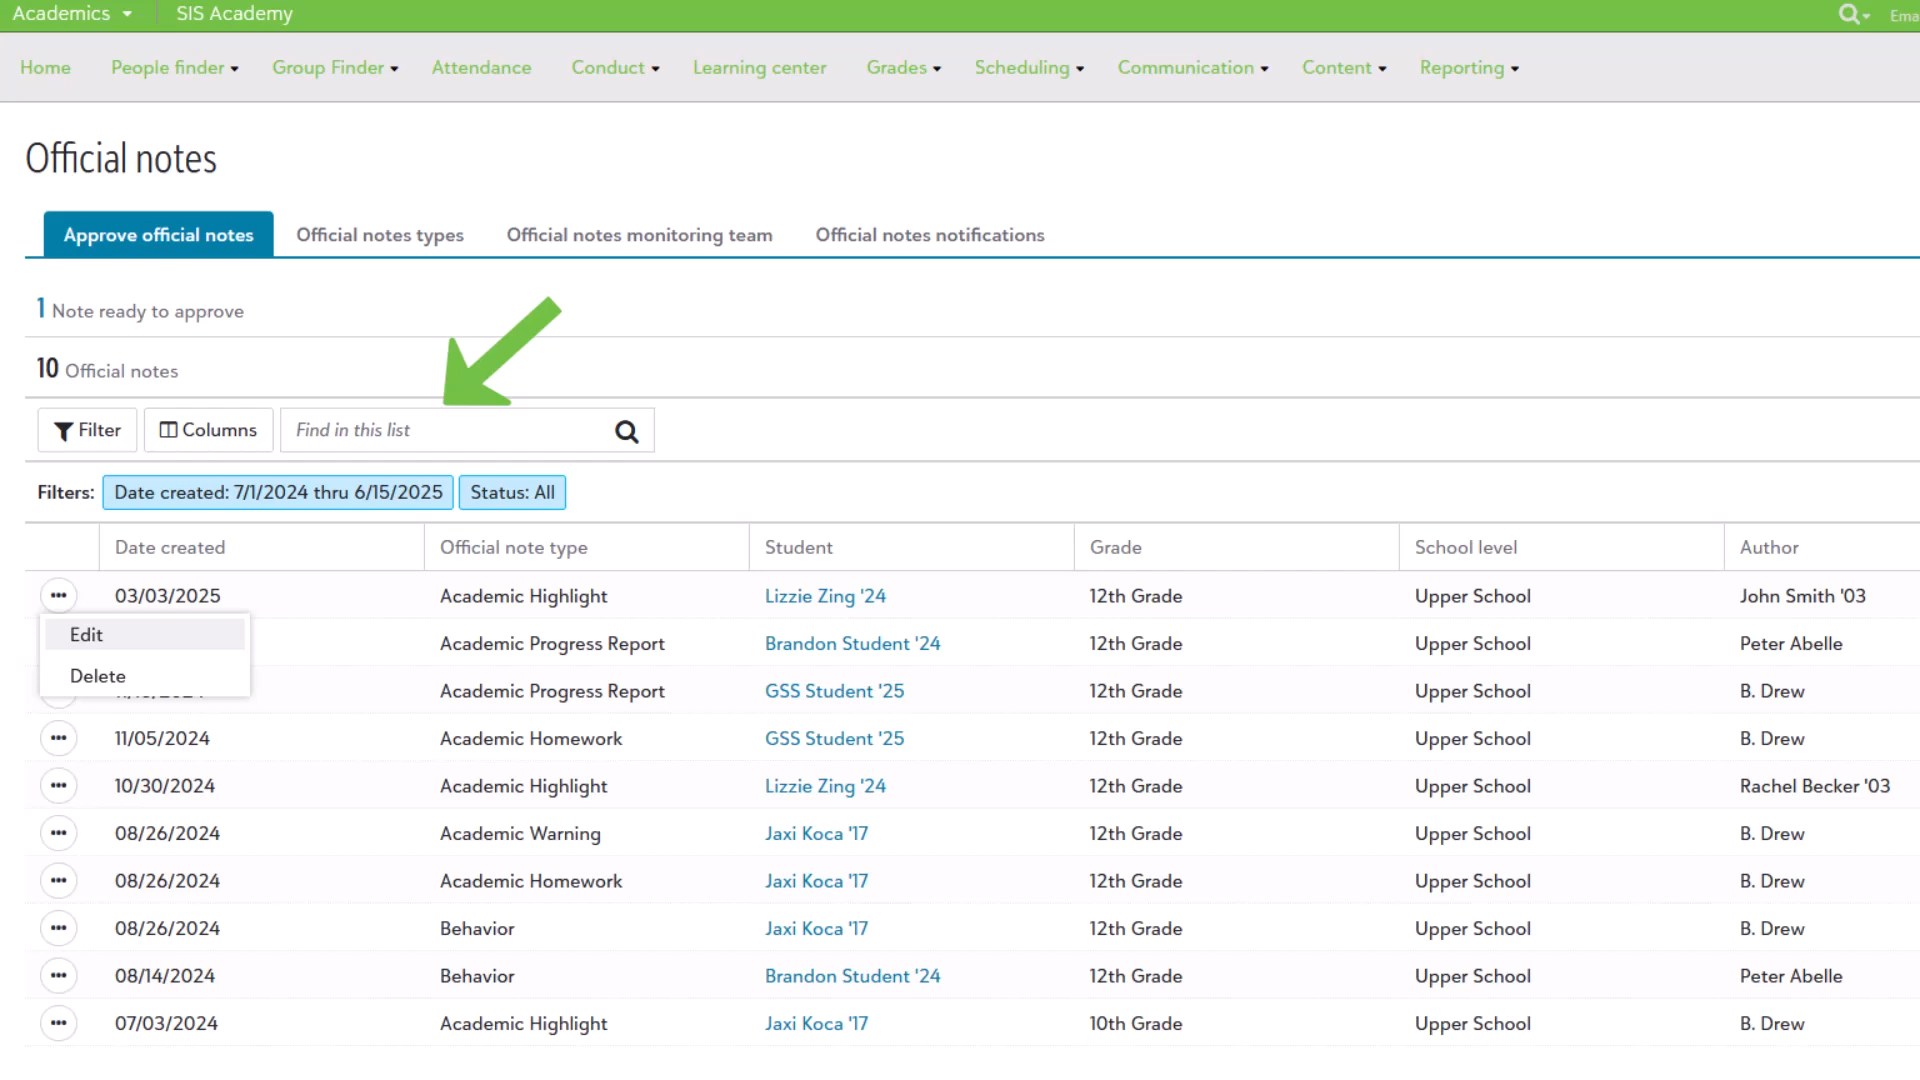 Academics SIS Academy
Home People finder Group Finder Attendance Conduct Learning center Grades Scheduling Communication Content Reporting
Official notes
Approve official notes Official notes types Official notes monitoring team Official notes notifications
1 Note ready to approve
10 Official notes
Filter Columns Find in this list
Filters: Date created: 7/1/2024 thru 6/15/2025 Status: All
Date created Official note type Student Grade School level Author
03/03/2025 Academic Highlight Lizzie Zing '24 12th Grade Upper School John Smith '03
Edit
Academic Progress Report Brandon Student '24 12th Grade Upper School Peter Abelle
Delete
Academic Progress Report GSS Student '25 12th Grade Upper School B. Drew
11/05/2024 Academic Homework GSS Student '25 12th Grade Upper School B. Drew
10/30/2024 Academic Highlight Lizzie Zing '24 12th Grade Upper School Rachel Becker '03
08/26/2024 Academic Warning Jaxi Koca '17 12th Grade Upper School B. Drew
08/26/2024 Academic Homework Jaxi Koca '17 12th Grade Upper School B. Drew
08/26/2024 Behavior Jaxi Koca '17 12th Grade Upper School B. Drew
08/14/2024 Behavior Brandon Student '24 12th Grade Upper School Peter Abelle
07/03/2024 Academic Highlight Jaxi Koca '17 10th Grade Upper School B. Drew